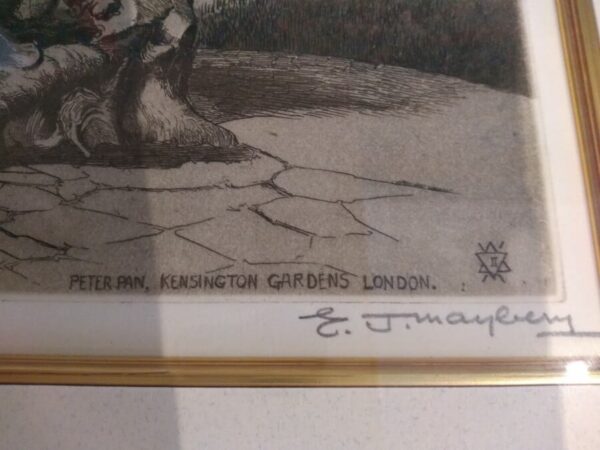 PETER PAN, KENSINGTON GARDENS LONDON.
E. J. Maybery